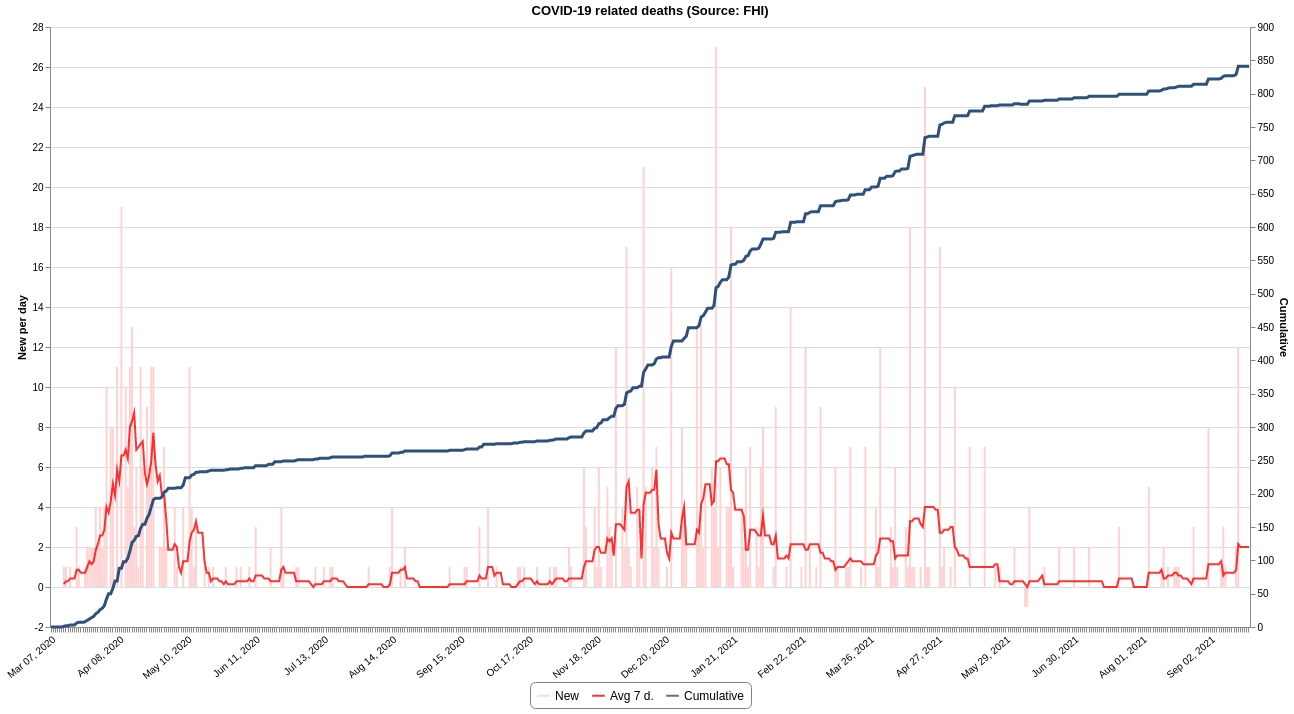 COVID-19 related deaths (Source: FHI)
28
26
24
22
20
18
16
14
12
10
8
6
4
2
0
-2
New per day
900
850
800
750
700
650
600
550
500
450
400
350
300
250
200
150
100
50
0
Cumulative
Mar 07, 2020
Apr 08, 2020
May 10, 2020
Jun 11, 2020
Jul 13, 2020
Aug 14, 2020
Sep 15, 2020
Oct 17, 2020
Nov 18, 2020
Dec 20, 2020
Jan 21, 2021
Feb 22, 2021
Mar 26, 2021
Apr 27, 2021
May 29, 2021
Jun 30, 2021
Aug 01, 2021
Sep 02, 2021
New Avg 7 d. Cumulative